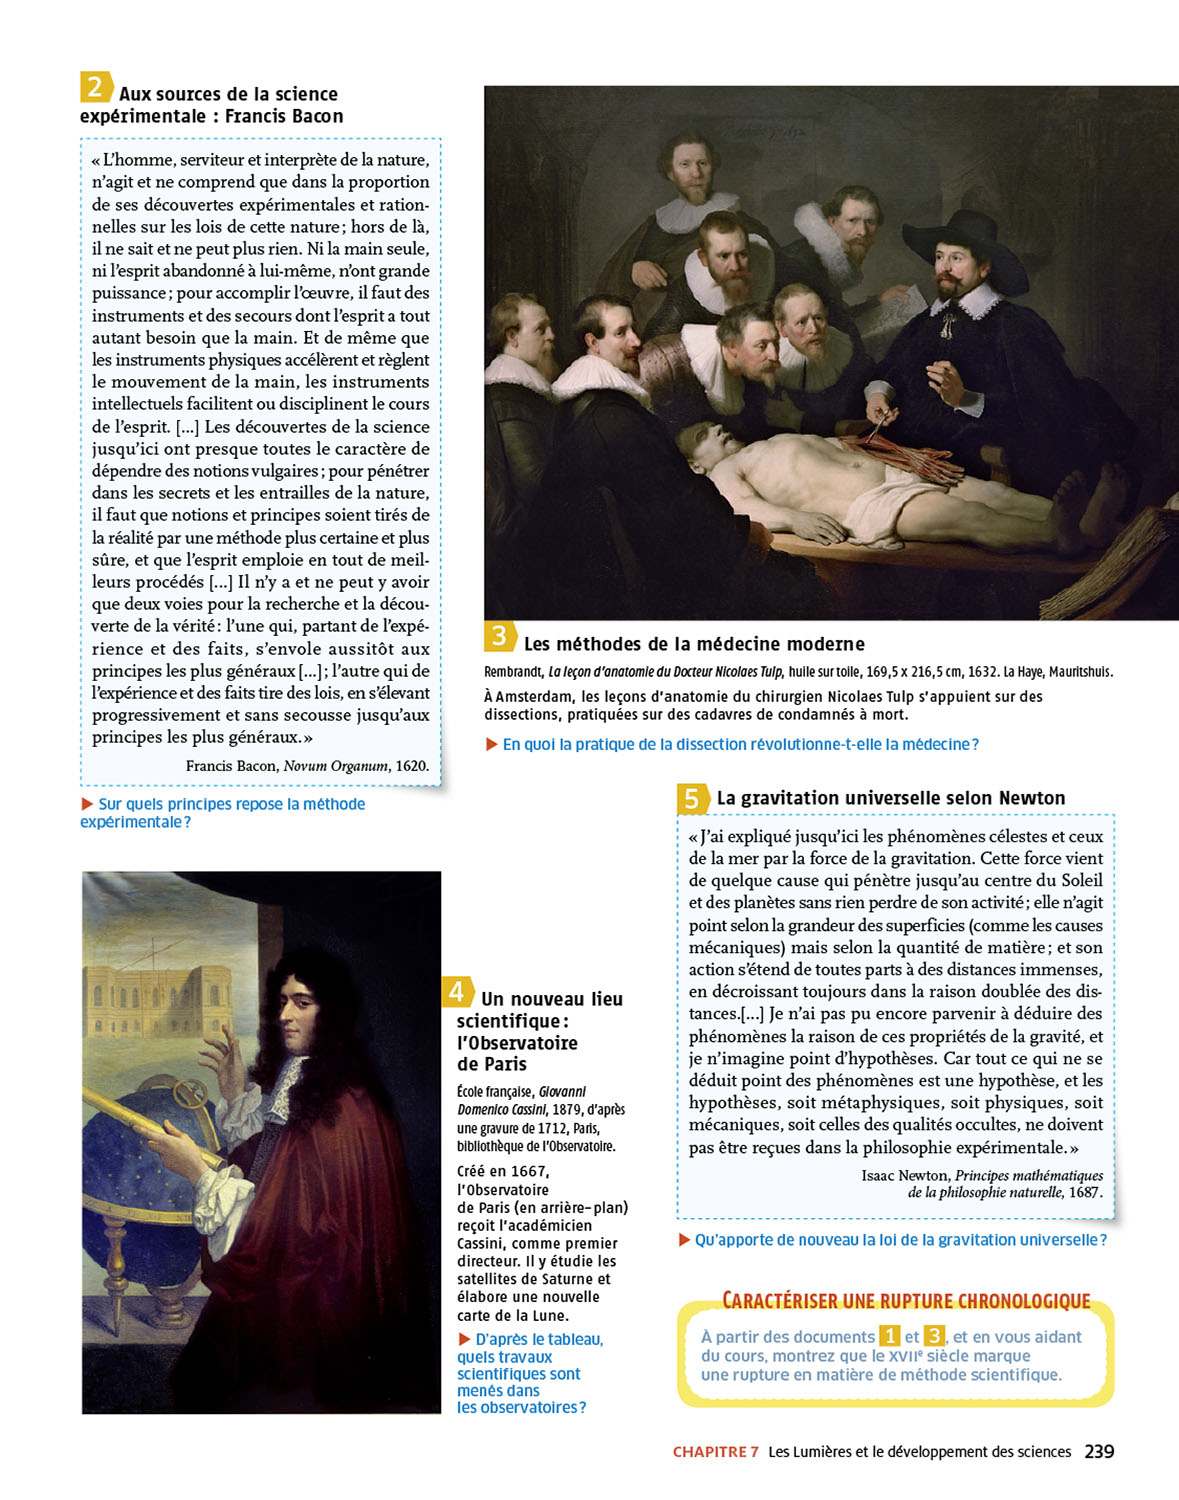 2 Aux sources de la science
expérimentale : Francis Bacon
« L’homme, serviteur et interprète de la nature,
n’agit et ne comprend que dans la proportion
de ses découvertes expérimentales et ration-
nelles sur les lois de cette nature ; hors de là,
il ne sait et ne peut plus rien. Ni la main seule,
ni l’esprit abandonné à lui-même, n’ont grande
puissance ; pour accomplir l’œuvre, il faut des
instruments et des secours dont l’esprit a tout
autant besoin que la main. Et de même que
les instruments physiques accélèrent et règlent
le mouvement de la main, les instruments
intellectuels facilitent ou disciplinent le cours
de l’esprit. [...] Les découvertes de la science
jusqu’ici ont presque toutes le caractère de
dépendre des notions vulgaires ; pour pénétrer
dans les secrets et les entrailles de la nature,
il faut que notions et principes soient tirés de
la réalité par une méthode plus certaine et plus
sûre, et que l’esprit emploie en tout de meil-
leurs procédés [...] Il n’y a et ne peut y avoir
que deux voies pour la recherche et la décou-
verte de la vérité : l’une qui, partant de l’expé-
rience et des faits, s’envole aussitôt aux
principes les plus généraux [...] ; l’autre qui de
l’expérience et des faits tire des lois, en s’élevant
progressivement et sans secousse jusqu’aux
principes les plus généraux. »
Francis Bacon, Novum Organum, 1620.
▶ Sur quels principes repose la méthode
expérimentale ?
3 Les méthodes de la médecine moderne
Rembrandt, La leçon d’anatomie du Docteur Nicolaes Tulp, huile sur toile, 169,5 x 216,5 cm, 1632. La Haye, Mauritshuis.
À Amsterdam, les leçons d’anatomie du chirurgien Nicolaes Tulp s’appuient sur des
dissections, pratiquées sur des cadavres de condamnés à mort.
▶ En quoi la pratique de la dissection révolutionne-t-elle la médecine ?
4 Un nouveau lieu
scientifique :
l’Observatoire
de Paris
École française, Giovanni
Domenico Cassini, 1879, d’après
une gravure de 1712, Paris,
bibliothèque de l’Observatoire.
Créé en 1667,
l’Observatoire
de Paris (en arrière-plan)
reçoit l’académicien
Cassini, comme premier
directeur. Il y étudie les
satellites de Saturne et
élabore une nouvelle
carte de la Lune.
▶ D’après le tableau,
quels travaux
scientifiques sont
menés dans
les observatoires ?
5 La gravitation universelle selon Newton
« J’ai expliqué jusqu’ici les phénomènes célestes et ceux
de la mer par la force de la gravitation. Cette force vient
de quelque cause qui pénètre jusqu’au centre du Soleil
et des planètes sans rien perdre de son activité ; elle n’agit
point selon la grandeur des superficies (comme les causes
mécaniques) mais selon la quantité de matière ; et son
action s’étend de toutes parts à des distances immenses,
en décroissant toujours dans la raison doublée des dis-
tances.[...] Je n’ai pas pu encore parvenir à déduire des
phénomènes la raison de ces propriétés de la gravité, et
je n’imagine point d’hypothèses. Car tout ce qui ne se
déduit point des phénomènes est une hypothèse, et les
hypothèses, soit métaphysiques, soit physiques, soit
mécaniques, soit celles des qualités occultes, ne doivent
pas être reçues dans la philosophie expérimentale. »
Isaac Newton, Principes mathématiques
de la philosophie naturelle, 1687.
▶ Qu’apporte de nouveau la loi de la gravitation universelle ?
CARACTÉRISER UNE RUPTURE CHRONOLOGIQUE
À partir des documents 1 et 3, et en vous aidant
du cours, montrez que le XVIIe siècle marque
une rupture en matière de méthode scientifique.
CHAPITRE 7 Les Lumières et le développement des sciences 239